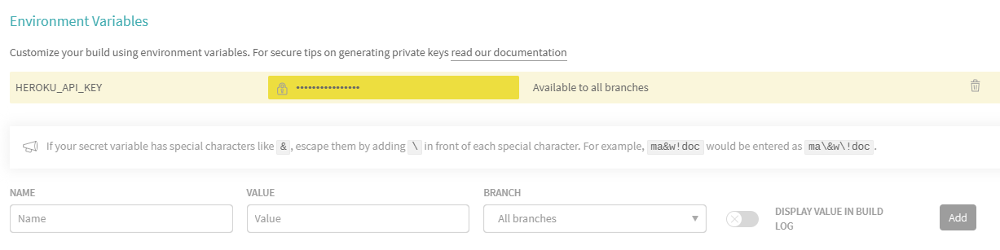 Environment Variables
Customize your build using environment variables. For secure tips on generating private keys read our documentation
HEROKU_API_KEY •••••••••••••••• Available to all branches
If your secret variable has special characters like &, escape them by adding \ in front of each special character. For example, ma&w!doc would be entered as ma\&w\!doc.
NAME VALUE BRANCH
Name Value All branches DISPLAY VALUE IN BUILD LOG Add